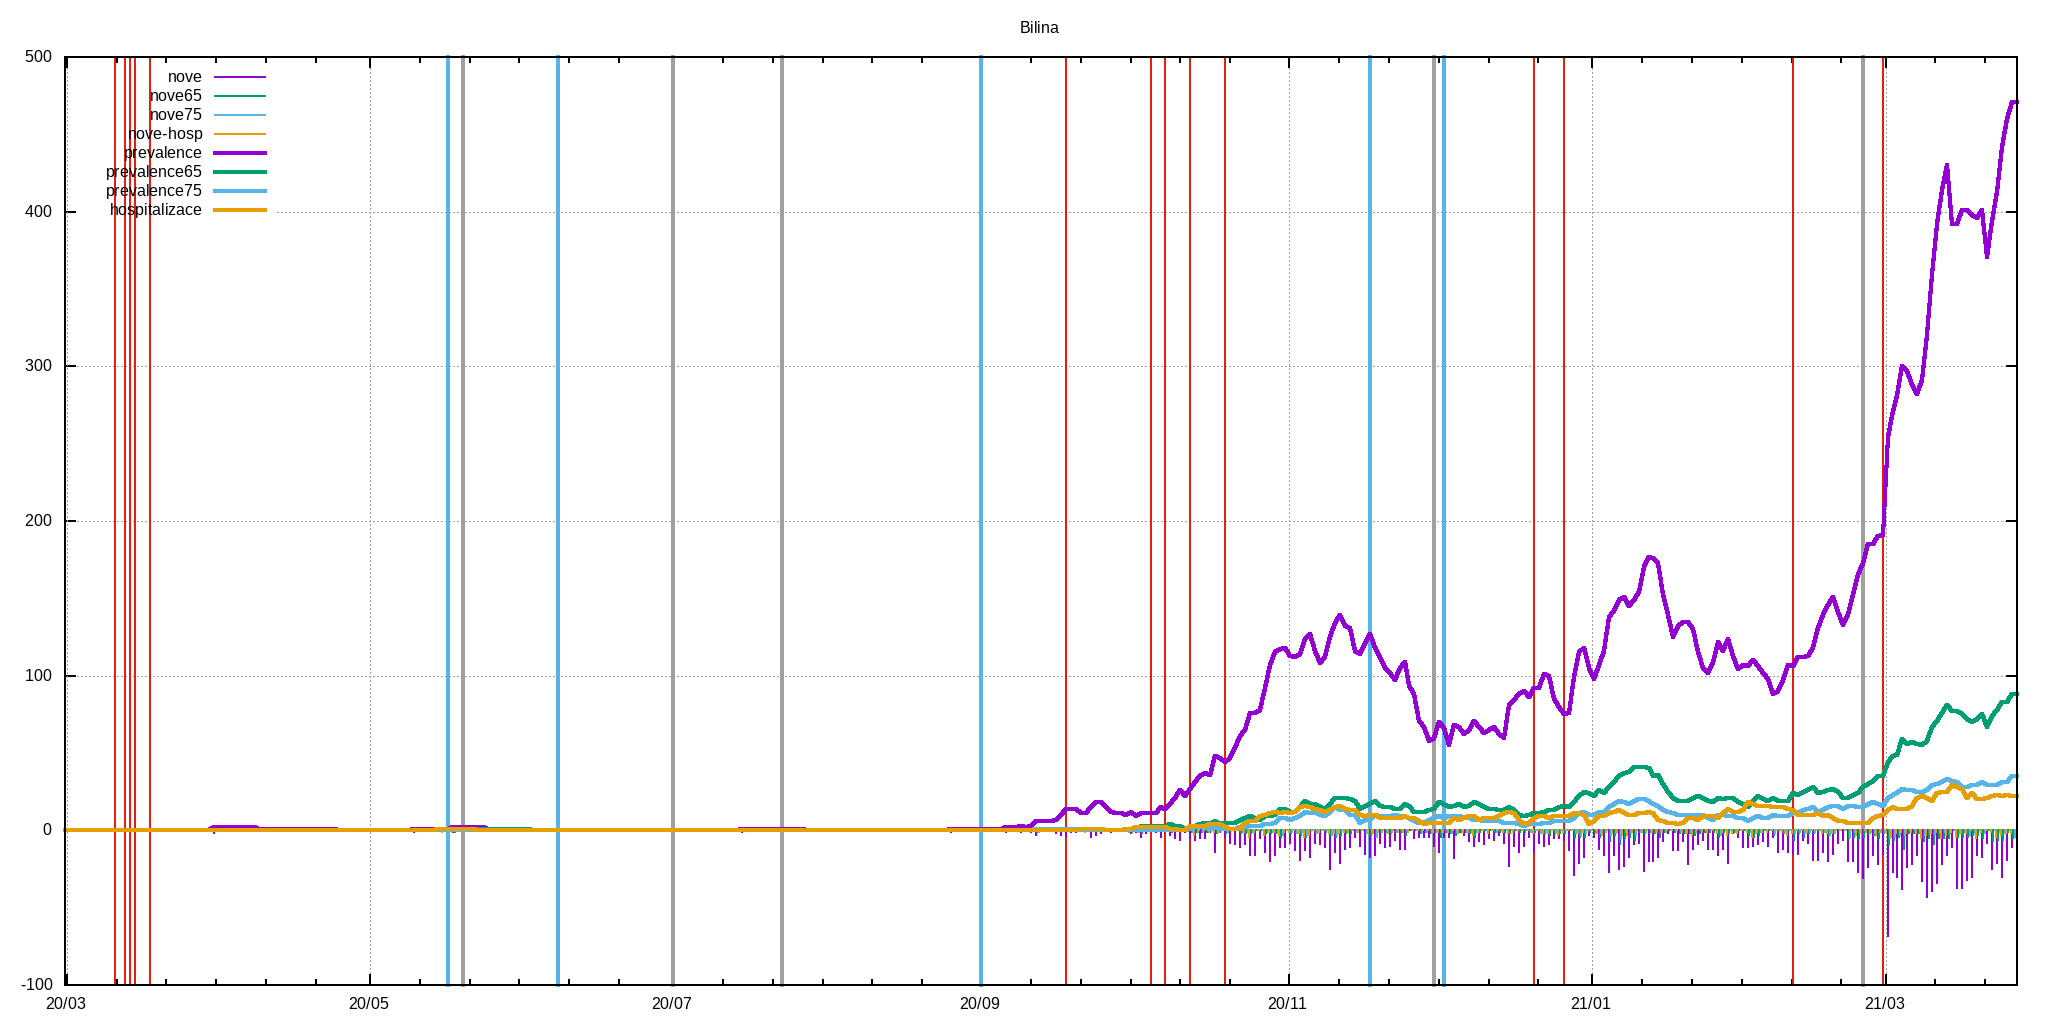 Bilina
500
nove
nove65
nove75
nove-hosp
prevalence
prevalence65
prevalence75
hospitalizace
400
300
200
100
0
-100
20/03 20/05 20/07 20/09 20/11 21/01 21/03